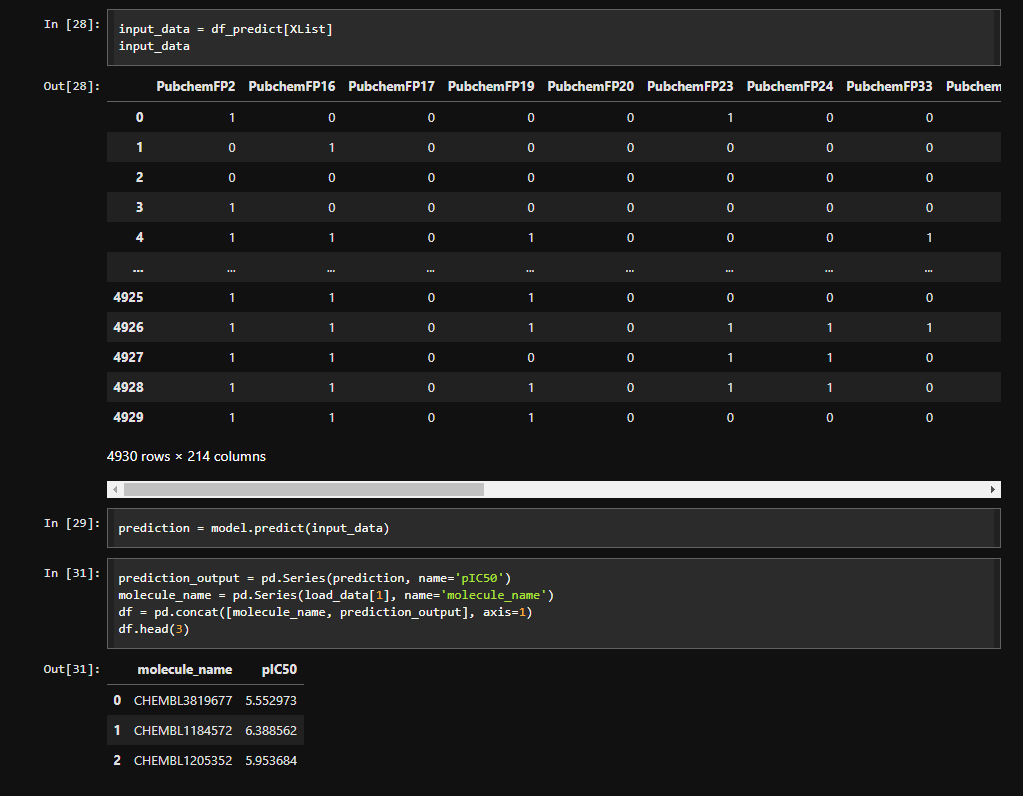 In [28]:
input_data = df_predict[XList]
input_data
Out[28]:
PubchemFP2 PubchemFP16 PubchemFP17 PubchemFP19 PubchemFP20 PubchemFP23 PubchemFP24 PubchemFP33 Pubchem
0 1 0 0 0 0 1 0 0
1 0 1 0 0 0 0 0 0
2 0 0 0 0 0 0 0 0
3 1 0 0 0 0 0 0 0
4 1 1 0 1 0 0 0 1
... ... ... ... ... ... ... ... ...
4925 1 1 0 1 0 0 0 0
4926 1 1 0 1 0 1 1 1
4927 1 1 0 0 0 1 1 0
4928 1 1 0 1 0 1 1 0
4929 1 1 0 1 0 0 0 0
4930 rows × 214 columns
In [29]:
prediction = model.predict(input_data)
In [31]:
prediction_output = pd.Series(prediction, name='pIC50')
molecule_name = pd.Series(load_data[1], name='molecule_name')
df = pd.concat([molecule_name, prediction_output], axis=1)
df.head(3)
Out[31]:
molecule_name pIC50
0 CHEMBL3819677 5.552973
1 CHEMBL1184572 6.388562
2 CHEMBL1205352 5.953684